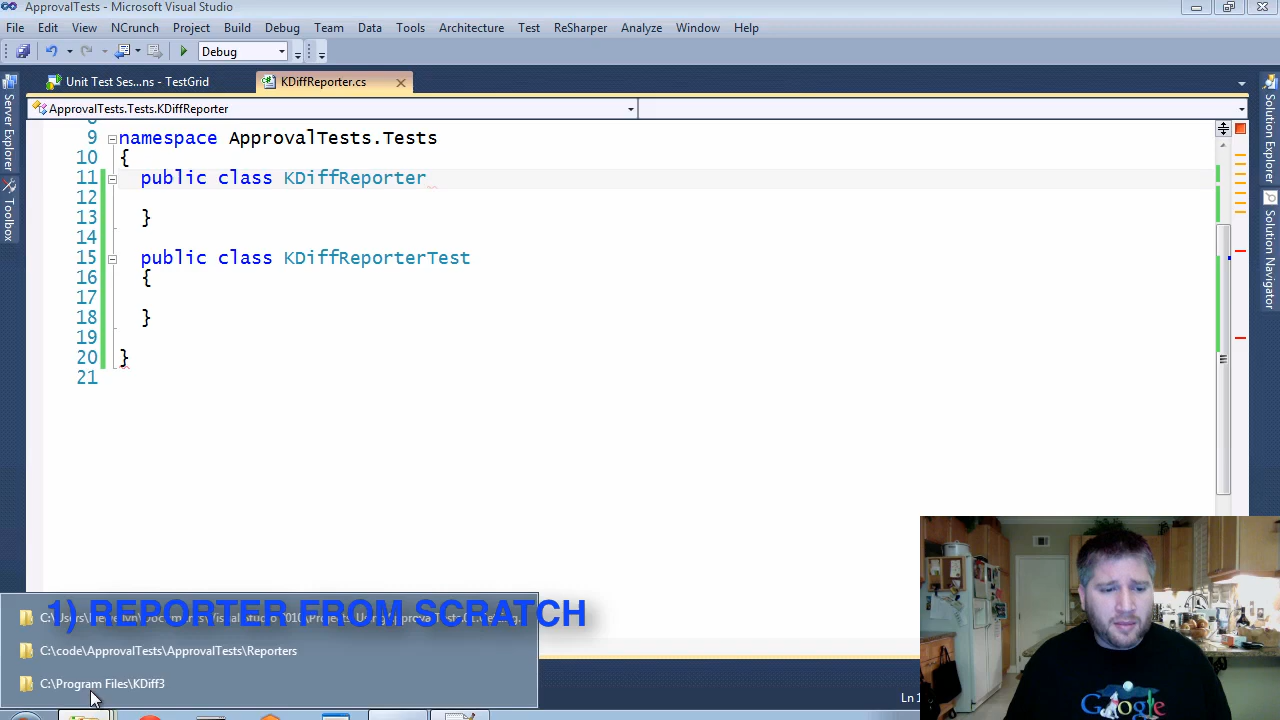 ApprovalTests - Microsoft Visual Studio
File Edit View NCrunch Project Build Debug Team Data Tools Architecture Test ReSharper Analyze Window Help
Debug
Unit Test Ses...ns - TestGrid
KDiffReporter.cs
ApprovalTests.Tests.KDiffReporter
Server Explorer
Toolbox
Solution Explorer
Solution Navigator
8
9 namespace ApprovalTests.Tests
10 {
11 public class KDiffReporter
12
13 }
14
15 public class KDiffReporterTest
16 {
17
18 }
19
20 }
21
1) REPORTER FROM SCRATCH
C:\code\ApprovalTests\ApprovalTests\Reporters
C:\Program Files\KDiff3
Ln 1
Google